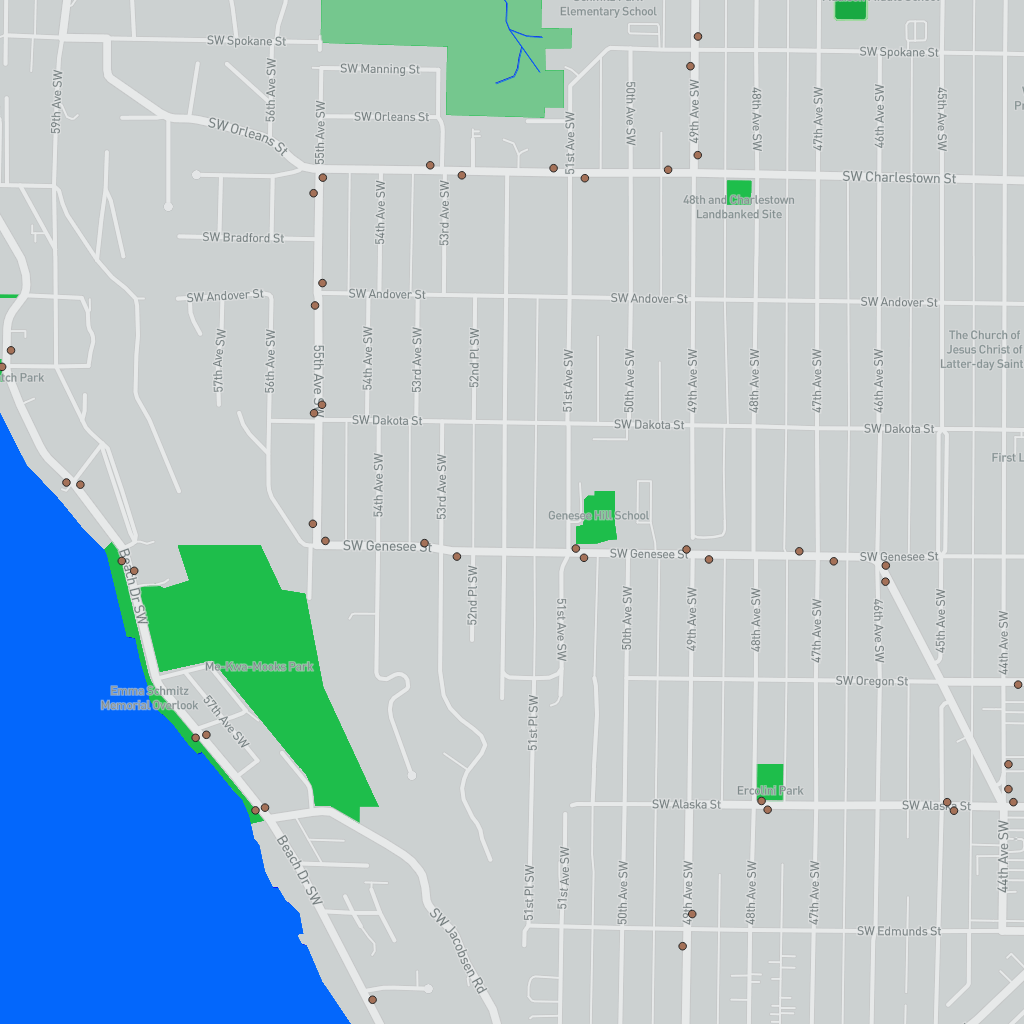 Elementary School
SW Spokane St
SW Spokane St
SW Manning St
59th Ave SW
56th Ave SW
55th Ave SW
50th Ave SW
49th Ave SW
48th Ave SW
47th Ave SW
46th Ave SW
45th Ave SW
SW Orleans St
SW Orleans St
51st Ave SW
SW Charlestown St
54th Ave SW
53rd Ave SW
48th and Charlestown
Landbanked Site
SW Bradford St
SW Andover St
SW Andover St
SW Andover St
SW Andover St
57th Ave SW
56th Ave SW
55th Ave SW
54th Ave SW
53rd Ave SW
52nd Pl SW
51st Ave SW
50th Ave SW
49th Ave SW
48th Ave SW
47th Ave SW
46th Ave SW
The Church of
Jesus Christ of
Latter-day Saint
tch Park
SW Dakota St
SW Dakota St
SW Dakota St
First L
54th Ave SW
53rd Ave SW
Genesee Hill School
SW Genesee St
SW Genesee St
SW Genesee St
Beach Dr SW
52nd Pl SW
51st Ave SW
50th Ave SW
49th Ave SW
48th Ave SW
47th Ave SW
46th Ave SW
45th Ave SW
44th Ave SW
Me-Kwa-Mooks Park
Emma Schmitz
Memorial Overlook
57th Ave SW
SW Oregon St
51st Pl SW
Ercolini Park
SW Alaska St
SW Alaska St
Beach Dr SW
51st Pl SW
51st Ave SW
50th Ave SW
49th Ave SW
48th Ave SW
47th Ave SW
44th Ave SW
SW Jacobsen Rd
SW Edmunds St